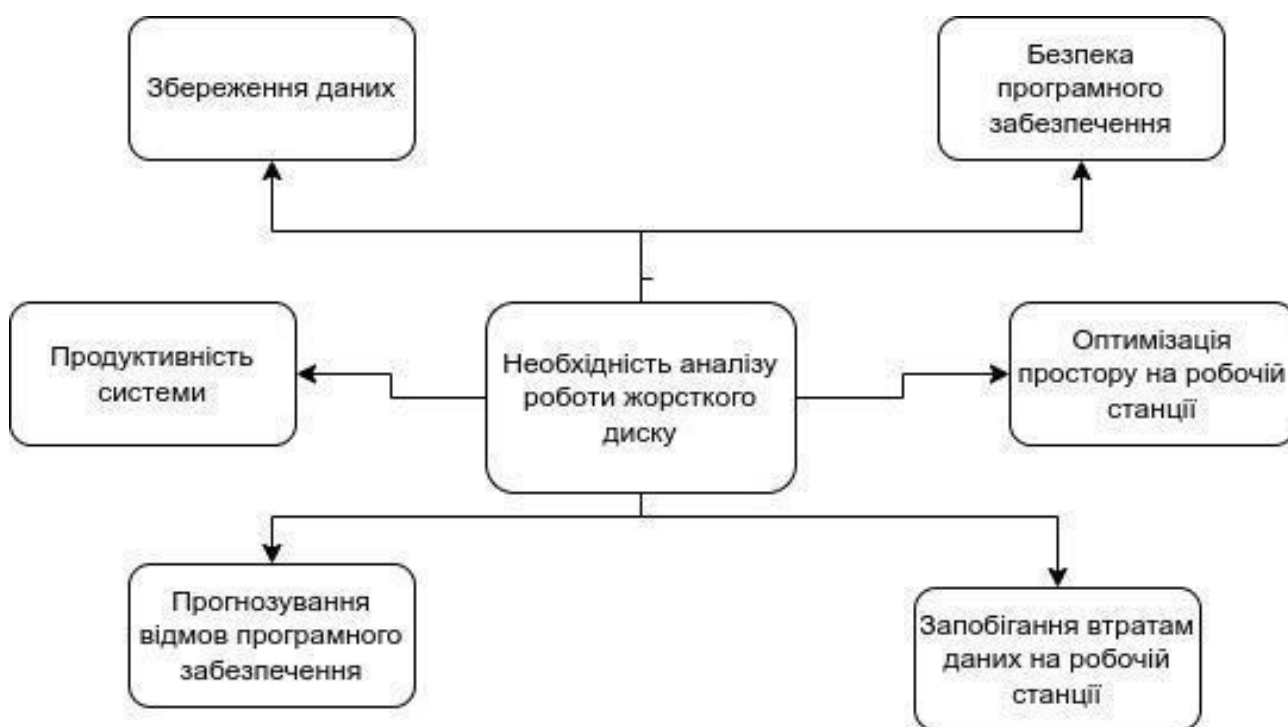 Збереження даних
Безпека
програмного
забезпечення
Продуктивність
системи
Необхідність аналізу
роботи жорсткого
диску
Оптимізація
простору на робочій
станції
Прогнозування
відмов програмного
забезпечення
Запобігання втратам
даних на робочій
станції